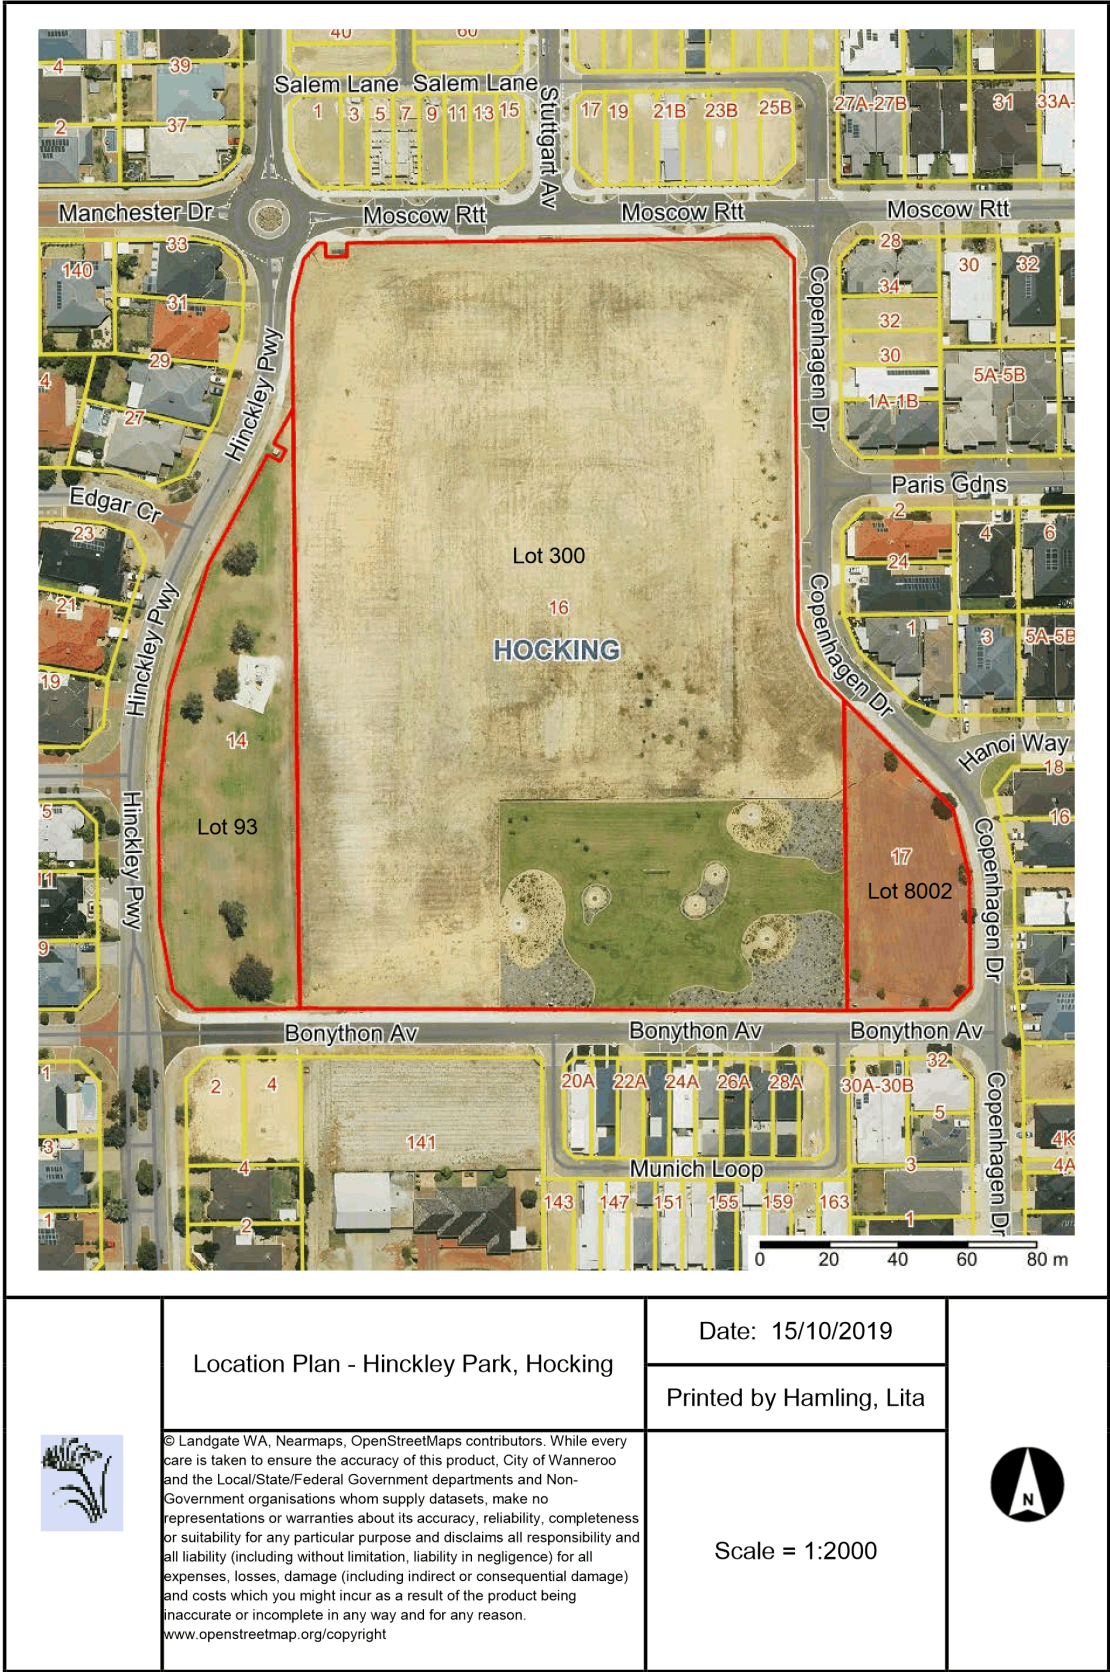 40
60
4
39
Salem Lane
Salem Lane
Stuttgart Av
1
3
5
7
9
11
13
15
17
19
21B
23B
25B
27A-27B
31
33A-
2
37
Manchester Dr
Moscow Rtt
Moscow Rtt
Moscow Rtt
33
140
31
29
4
27
Hinckley Pwy
Copenhagen Dr
28
34
32
30
30
32
1A-1B
5A-5B
Edgar Cr
Paris Gdns
23
21
19
Hinckley Pwy
Lot 300
16
HOCKING
2
24
4
6
1
3
5A-5B
Copenhagen Dr
14
Lot 93
Hanoi Way
18
16
5
11
9
Hinckley Pwy
17
Lot 8002
Copenhagen Dr
Bonython Av
Bonython Av
Bonython Av
1
2
4
141
20A
22A
24A
26A
28A
30A-30B
32
5
3
4
2
1
Munich Loop
143
147
151
155
159
163
3
1
Copenhagen Dr
4K
4A
0 20 40 60 80 m
Location Plan - Hinckley Park, Hocking
Date: 15/10/2019
Printed by Hamling, Lita
© Landgate WA, Nearmaps, OpenStreetMaps contributors. While every
care is taken to ensure the accuracy of this product, City of Wanneroo
and the Local/State/Federal Government departments and Non-
Government organisations whom supply datasets, make no
representations or warranties about its accuracy, reliability, completeness
or suitability for any particular purpose and disclaims all responsibility and
all liability (including without limitation, liability in negligence) for all
expenses, losses, damage (including indirect or consequential damage)
and costs which you might incur as a result of the product being
inaccurate or incomplete in any way and for any reason.
www.openstreetmap.org/copyright
Scale = 1:2000
N